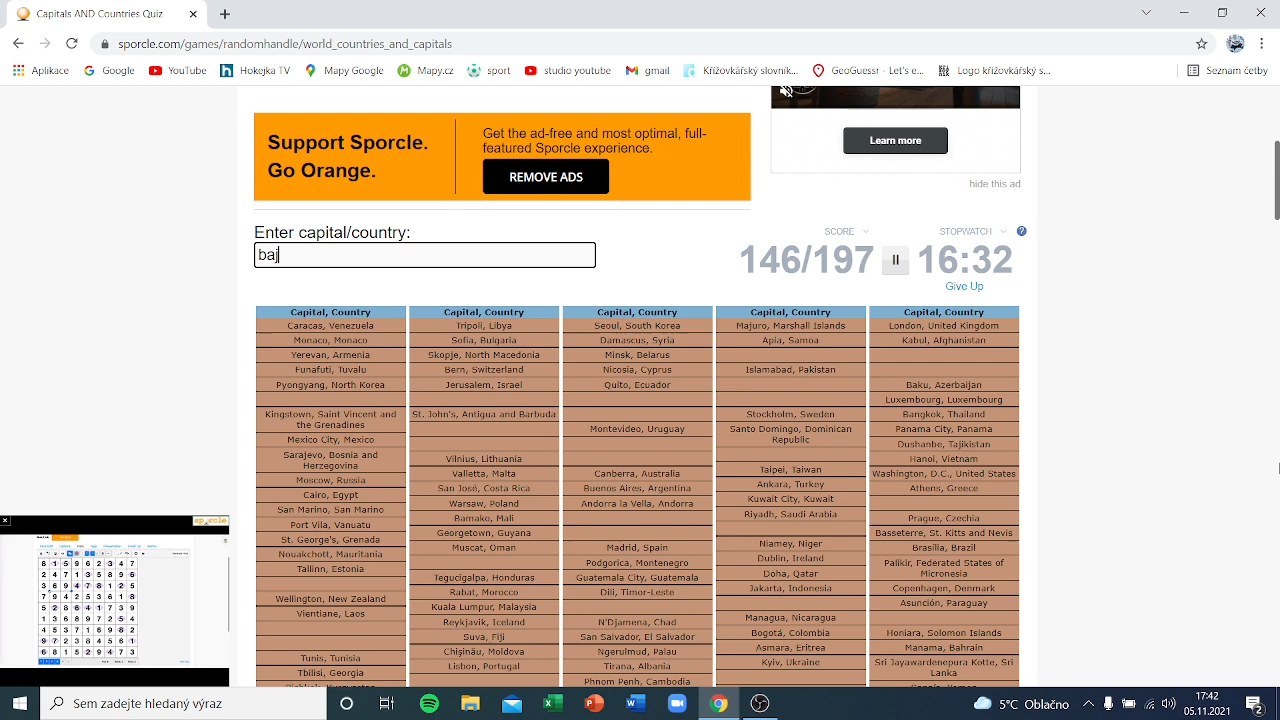 Capitals AND Quiz
sporcle.com/games/nandhp/countries_and_capitals
Aplikace Google YouTube Hokejka TV Mapy Google Mapy.cz sport studio youtube gmail Křížovkářský slovník... GeoGuessr - Let's e... Logo křížovkářský s... Seznam četby
Support Sporcle.
Go Orange.
Get the ad-free and most optimal, full-
featured Sporcle experience.
REMOVE ADS
Learn more
hide this ad
Enter capital/country:
baj
SCORE STOPWATCH
146/197 16:32
Give Up
Capital, Country
Caracas, Venezuela
Monaco, Monaco
Yerevan, Armenia
Funafuti, Tuvalu
Pyongyang, North Korea
Kingstown, Saint Vincent and
the Grenadines
Mexico City, Mexico
Sarajevo, Bosnia and
Herzegovina
Moscow, Russia
Cairo, Egypt
San Marino, San Marino
Port Vila, Vanuatu
St. George's, Grenada
Nouakchott, Mauritania
Tallinn, Estonia
Wellington, New Zealand
Vientiane, Laos
Tunis, Tunisia
Tbilisi, Georgia
Capital, Country
Tripoli, Libya
Sofia, Bulgaria
Skopje, North Macedonia
Bern, Switzerland
Jerusalem, Israel
St. John's, Antigua and Barbuda
Vilnius, Lithuania
Valletta, Malta
San José, Costa Rica
Warsaw, Poland
Bamako, Mali
Georgetown, Guyana
Muscat, Oman
Tegucigalpa, Honduras
Rabat, Morocco
Kuala Lumpur, Malaysia
Reykjavik, Iceland
Suva, Fiji
Chișinău, Moldova
Lisbon, Portugal
Capital, Country
Seoul, South Korea
Damascus, Syria
Minsk, Belarus
Nicosia, Cyprus
Quito, Ecuador
Montevideo, Uruguay
Canberra, Australia
Buenos Aires, Argentina
Andorra la Vella, Andorra
Madrid, Spain
Podgorica, Montenegro
Guatemala City, Guatemala
Dili, Timor-Leste
N'Djamena, Chad
San Salvador, El Salvador
Ngerulmud, Palau
Tirana, Albania
Phnom Penh, Cambodia
Capital, Country
Majuro, Marshall Islands
Apia, Samoa
Islamabad, Pakistan
Stockholm, Sweden
Santo Domingo, Dominican
Republic
Taipei, Taiwan
Ankara, Turkey
Kuwait City, Kuwait
Riyadh, Saudi Arabia
Niamey, Niger
Dublin, Ireland
Doha, Qatar
Jakarta, Indonesia
Managua, Nicaragua
Bogotá, Colombia
Asmara, Eritrea
Kyiv, Ukraine
Capital, Country
London, United Kingdom
Kabul, Afghanistan
Baku, Azerbaijan
Luxembourg, Luxembourg
Bangkok, Thailand
Panama City, Panama
Dushanbe, Tajikistan
Hanoi, Vietnam
Washington, D.C., United States
Athens, Greece
Prague, Czechia
Basseterre, St. Kitts and Nevis
Brasília, Brazil
Palikir, Federated States of
Micronesia
Copenhagen, Denmark
Asunción, Paraguay
Honiara, Solomon Islands
Manama, Bahrain
Sri Jayawardenepura Kotte, Sri
Lanka
sporcle
Sem zadejte hledaný výraz
5°C Oblačno
17:42
05.11.2021